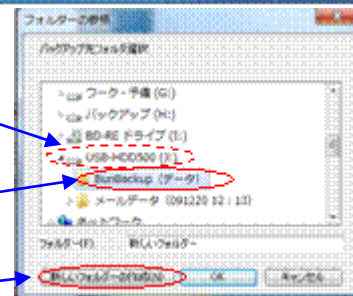 フォルダーの参照
バックアップ先フォルダ選択
ワーク・予備 (G:)
バックアップ (H:)
BD-RE ドライブ (I:)
USB-HDD500 (J:)
BunBackup (データ)
メールデータ (091220 12:13)
ネットワーク
フォルダー(F): 新しいフォルダー
新しいフォルダーの作成(N) OK キャンセル